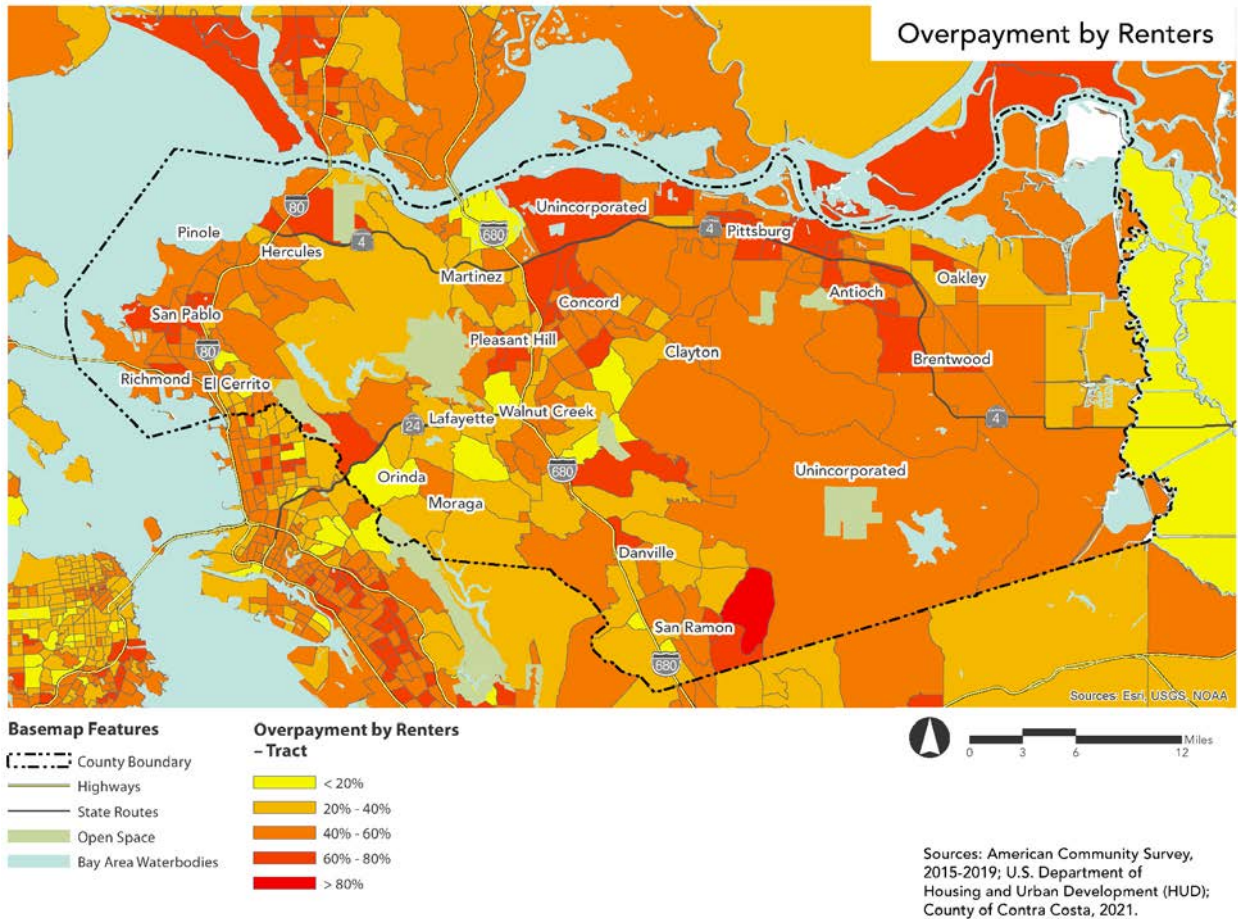 Overpayment by Renters
80
Unincorporated
Pinole
4
680
4
Pittsburg
Hercules
Martinez
Oakley
Antioch
Concord
San Pablo
80
Pleasant Hill
Clayton
Brentwood
Richmond
El Cerrito
24
Lafayette
Walnut Creek
4
680
Unincorporated
Orinda
Moraga
Danville
San Ramon
680
Sources: Esri, USGS, NOAA
Basemap Features
County Boundary
Highways
State Routes
Open Space
Bay Area Waterbodies
Overpayment by Renters
– Tract
< 20%
20% - 40%
40% - 60%
60% - 80%
> 80%
0 3 6 12 Miles
Sources: American Community Survey,
2015-2019; U.S. Department of
Housing and Urban Development (HUD);
County of Contra Costa, 2021.